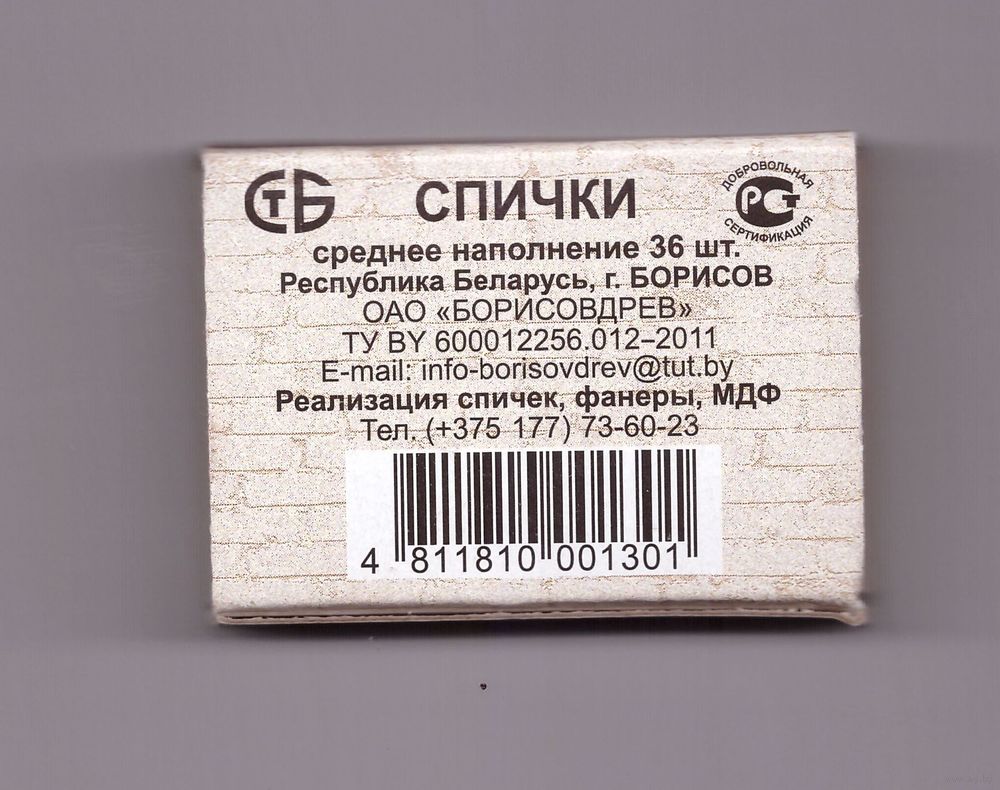 СТБ
СПИЧКИ
ДОБРОВОЛЬНАЯ
РСТ
СЕРТИФИКАЦИЯ
среднее наполнение 36 шт.
Республика Беларусь, г. БОРИСОВ
ОАО «БОРИСОВДРЕВ»
ТУ BY 600012256.012–2011
E-mail: info-borisovdrev@tut.by
Реализация спичек, фанеры, МДФ
Тел. (+375 177) 73-60-23
4 811810 001301